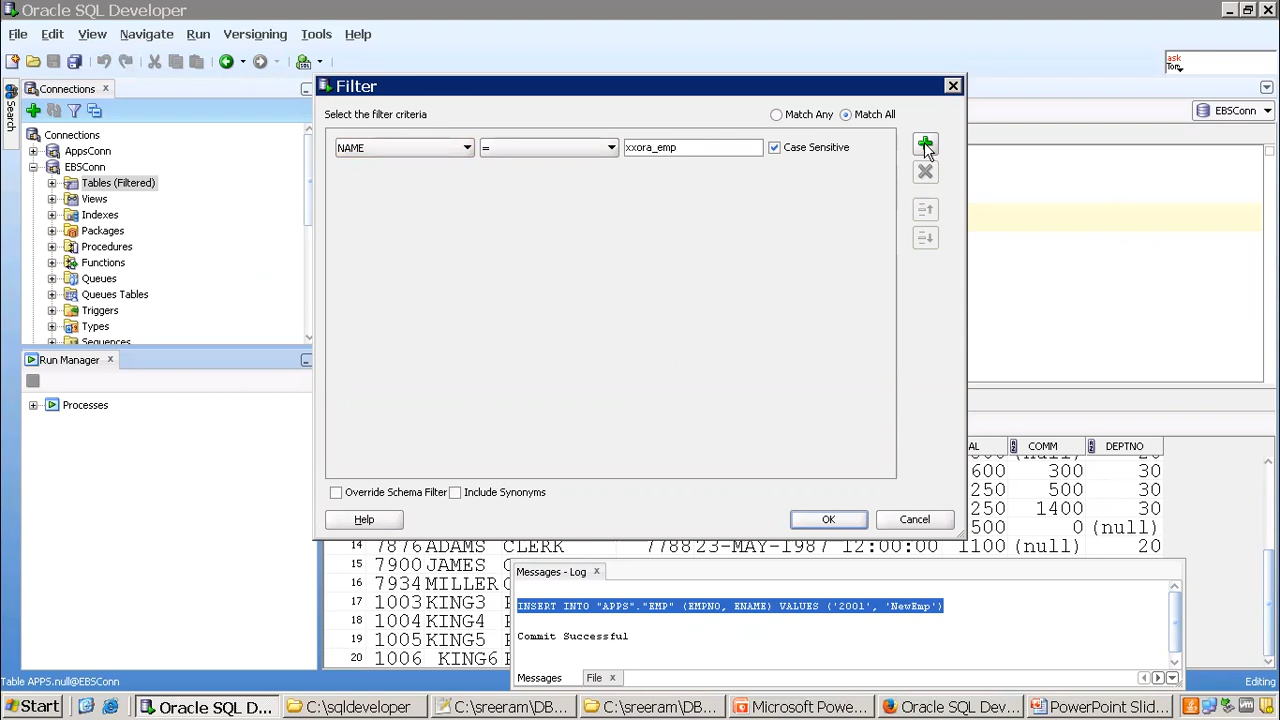 Oracle SQL Developer
File Edit View Navigate Run Versioning Tools Help
ask
Tom
Connections
Search
Connections
AppsConn
EBSConn
Tables (Filtered)
Views
Indexes
Packages
Procedures
Functions
Queues
Queues Tables
Triggers
Types
Sequences
Run Manager
Processes
Filter
Select the filter criteria
Match Any
Match All
NAME = xxora_emp Case Sensitive
Override Schema Filter Include Synonyms
Help OK Cancel
EBSConn
AL COMM DEPTNO
600 300 30
250 500 30
250 1400 30
500 0 (null)
14 7876 ADAMS CLERK 7788 23-MAY-1987 12:00:00 1100 (null) 20
15 7900 JAMES
16 7934 MILLER
17 1003 KING3
18 1004 KING4
19 1005 KING5
20 1006 KING6
Messages - Log
INSERT INTO "APPS"."EMP" (EMPNO, ENAME) VALUES ('2001', 'NewEmp')
Commit Successful
Messages File
Table APPS.null@EBSConn
Editing
Start Oracle SQL D... C:\sqldeveloper C:\sreeram\DB... C:\sreeram\DB... Microsoft Powe... Oracle SQL Dev... PowerPoint Slid...